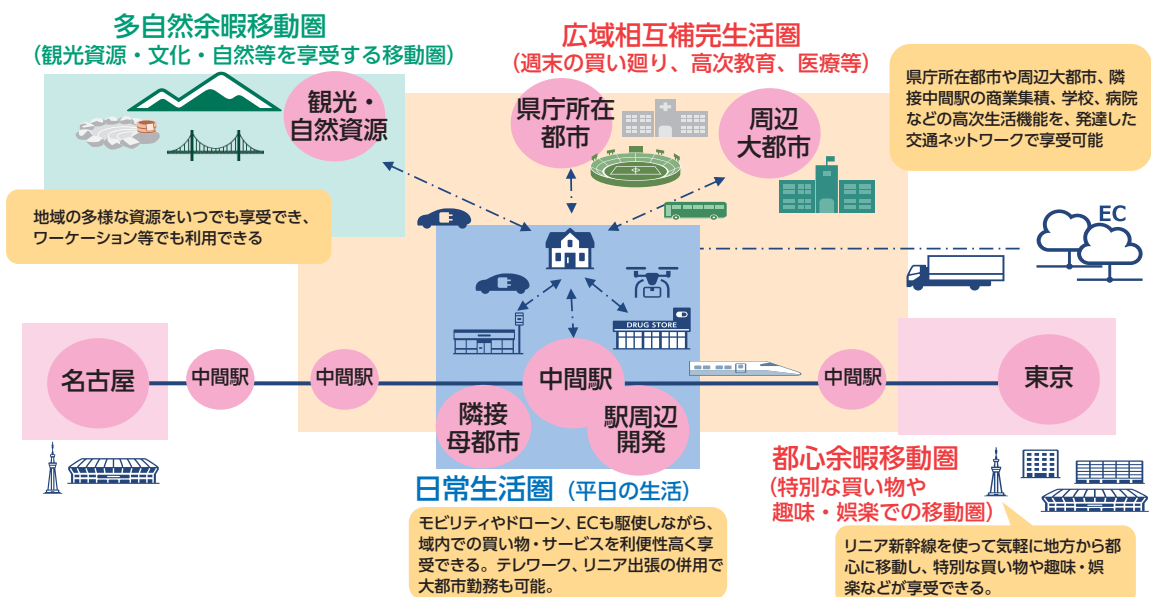 多自然余暇移動圏
(観光資源・文化・自然等を享受する移動圏)
観光・
自然資源
地域の多様な資源をいつでも享受でき、
ワーケーション等でも利用できる
広域相互補完生活圏
(週末の買い廻り、高次教育、医療等)
県庁所在
都市
周辺
大都市
県庁所在都市や周辺大都市、隣
接中間駅の商業集積、学校、病院
などの高次生活機能を、発達した
交通ネットワークで享受可能
EC
DRUG STORE
名古屋
中間駅
中間駅
中間駅
中間駅
東京
隣接
母都市
駅周辺
開発
日常生活圏 (平日の生活)
モビリティやドローン、ECも駆使しながら、
域内での買い物・サービスを利便性高く享
受できる。テレワーク、リニア出張の併用で
大都市勤務も可能。
都心余暇移動圏
(特別な買い物や
趣味・娯楽での移動圏)
リニア新幹線を使って気軽に地方から都
心に移動し、特別な買い物や趣味・娯
楽などが享受できる。